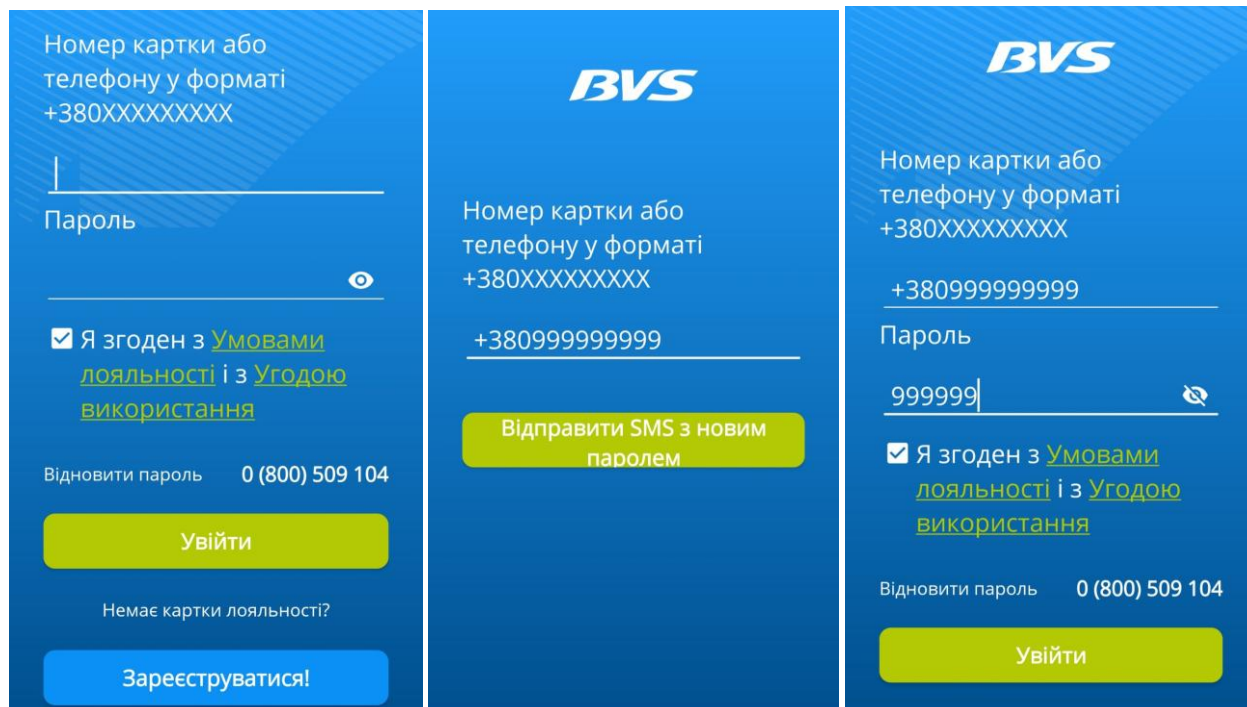 Номер картки або
телефону у форматі
+380XXXXXXXXX
Пароль
Я згоден з Умовами
лояльності і з Угодою
використання
Відновити пароль 0 (800) 509 104
Увійти
Немає картки лояльності?
Зареєструватися!
BVS
Номер картки або
телефону у форматі
+380XXXXXXXXX
+380999999999
Відправити SMS з новим
паролем
BVS
Номер картки або
телефону у форматі
+380XXXXXXXXX
+380999999999
Пароль
999999
Я згоден з Умовами
лояльності і з Угодою
використання
Відновити пароль 0 (800) 509 104
Увійти